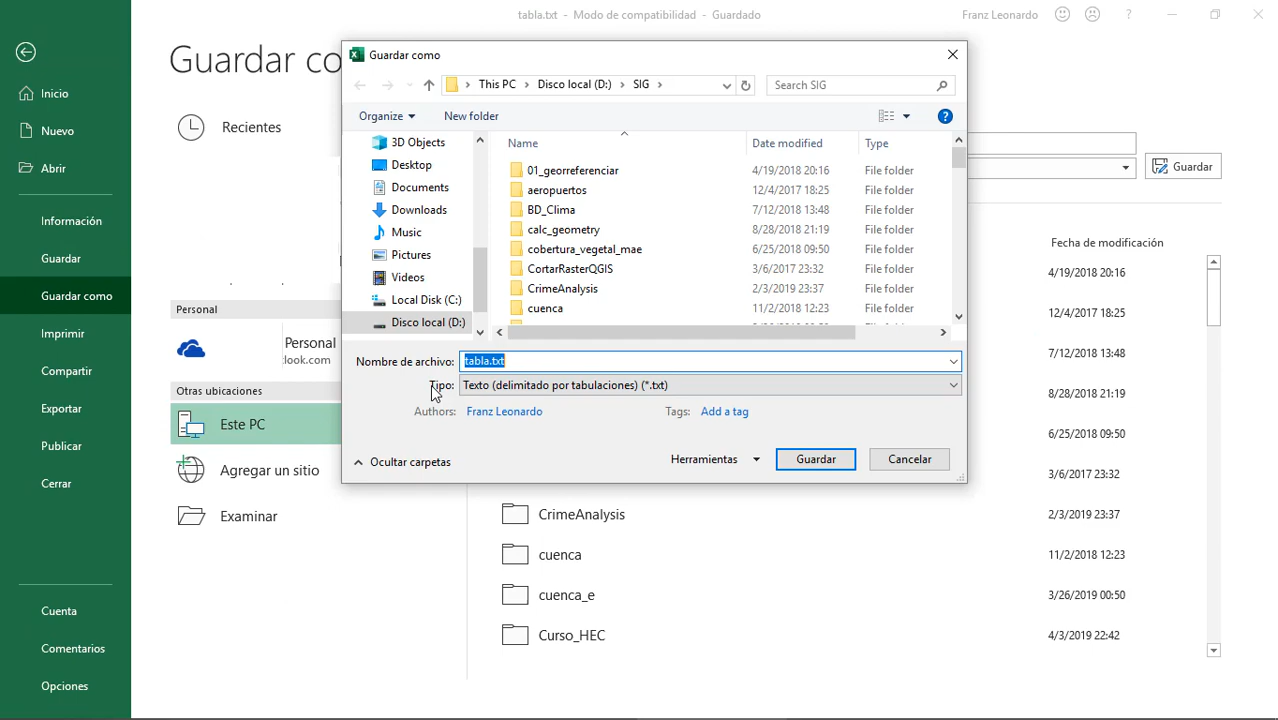 tabla.txt - Modo de compatibilidad - Guardado
Franz Leonardo
?
Guardar co
Inicio
Nuevo
Abrir
Información
Guardar
Guardar como
Imprimir
Compartir
Exportar
Publicar
Cerrar
Cuenta
Comentarios
Opciones
Recientes
Personal
Personal
:look.com
Otras ubicaciones
Este PC
Agregar un sitio
Examinar
Guardar como
This PC > Disco local (D:) > SIG >
Search SIG
Organize
New folder
?
3D Objects
Desktop
Documents
Downloads
Music
Pictures
Videos
Local Disk (C:)
Disco local (D:)
Name Date modified Type
01_georreferenciar 4/19/2018 20:16 File folder
aeropuertos 12/4/2017 18:25 File folder
BD_Clima 7/12/2018 13:48 File folder
calc_geometry 8/28/2018 21:19 File folder
cobertura_vegetal_mae 6/25/2018 09:50 File folder
CortarRasterQGIS 3/6/2017 23:32 File folder
CrimeAnalysis 2/3/2019 23:37 File folder
cuenca 11/2/2018 12:23 File folder
Nombre de archivo: tabla.txt
Tipo: Texto (delimitado por tabulaciones) (*.txt)
Authors: Franz Leonardo Tags: Add a tag
Ocultar carpetas
Herramientas
Guardar
Cancelar
Guardar
Fecha de modificación
4/19/2018 20:16
12/4/2017 18:25
7/12/2018 13:48
8/28/2018 21:19
6/25/2018 09:50
3/6/2017 23:32
CrimeAnalysis 2/3/2019 23:37
cuenca 11/2/2018 12:23
cuenca_e 3/26/2019 00:50
Curso_HEC 4/3/2019 22:42